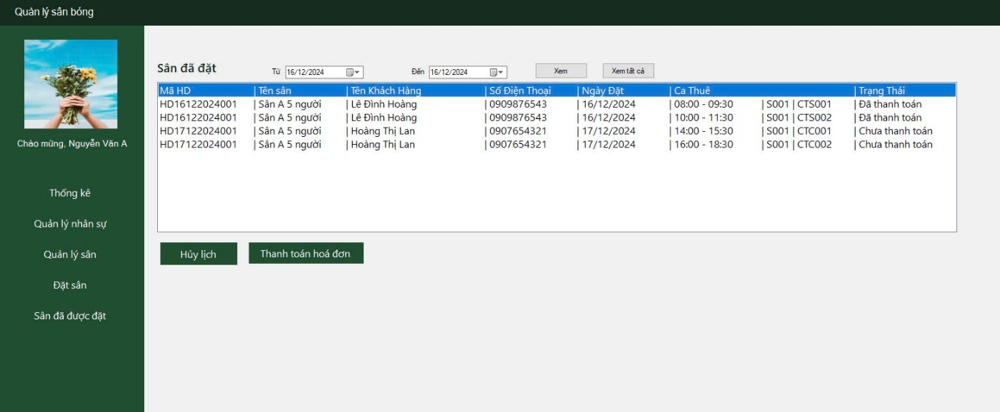 Quản lý sân bóng
Chào mừng, Nguyễn Văn A
Thống kê
Quản lý nhân sự
Quản lý sân
Đặt sân
Sân đã được đặt
Sân đã đặt Từ 16/12/2024 Đến 16/12/2024 Xem Xem tất cả
Mã HD | Tên sân | Tên Khách Hàng | Số Điện Thoại | Ngày Đặt | Ca Thuê | Trạng Thái
HD16122024001 | Sân A 5 người | Lê Đình Hoàng | 0909876543 | 16/12/2024 | 08:00 - 09:30 | S001 | CTS001 | Đã thanh toán
HD16122024001 | Sân A 5 người | Lê Đình Hoàng | 0909876543 | 16/12/2024 | 10:00 - 11:30 | S001 | CTS002 | Đã thanh toán
HD17122024001 | Sân A 5 người | Hoàng Thị Lan | 0907654321 | 17/12/2024 | 14:00 - 15:30 | S001 | CTC001 | Chưa thanh toán
HD17122024001 | Sân A 5 người | Hoàng Thị Lan | 0907654321 | 17/12/2024 | 16:00 - 18:30 | S001 | CTC002 | Chưa thanh toán
Hủy lịch Thanh toán hoá đơn